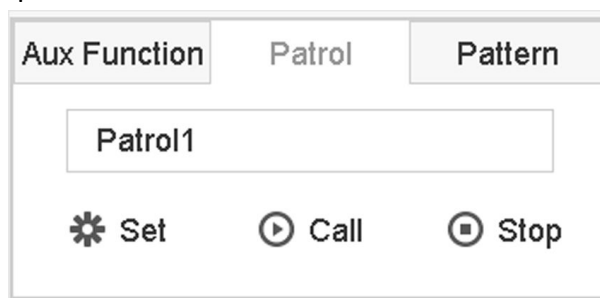 Aux Function Patrol Pattern
Patrol1
Set Call Stop